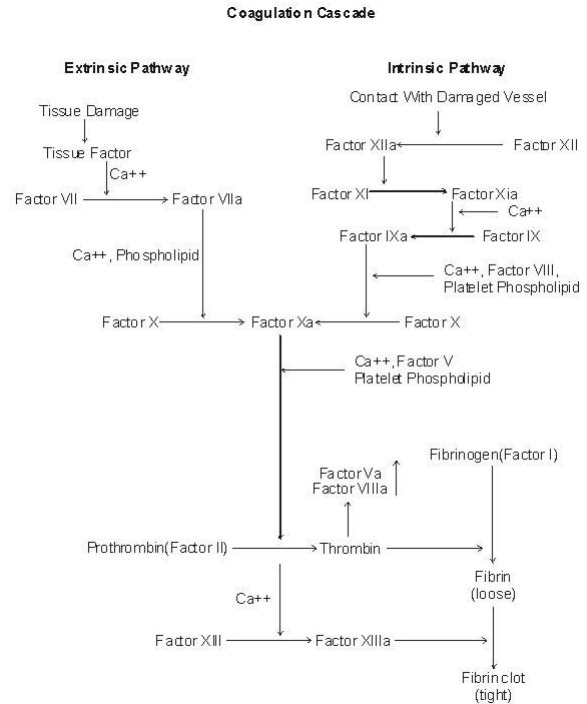 Coagulation Cascade
Extrinsic Pathway
Intrinsic Pathway
Tissue Damage
Contact With Damaged Vessel
Tissue Factor
Factor XIIa
Factor XII
Ca++
Factor VII
Factor VIIa
Factor XI
Factor Xia
Ca++
Factor IXa
Factor IX
Ca++, Phospholipid
Ca++, Factor VIII,
Platelet Phospholipid
Factor X
Factor Xa
Factor X
Ca++, Factor V
Platelet Phospholipid
Factor Va
Factor VIIIa
Fibrinogen(Factor I)
Prothrombin(Factor II)
Thrombin
Fibrin
(loose)
Ca++
Factor XIII
Factor XIIIa
Fibrin clot
(tight)